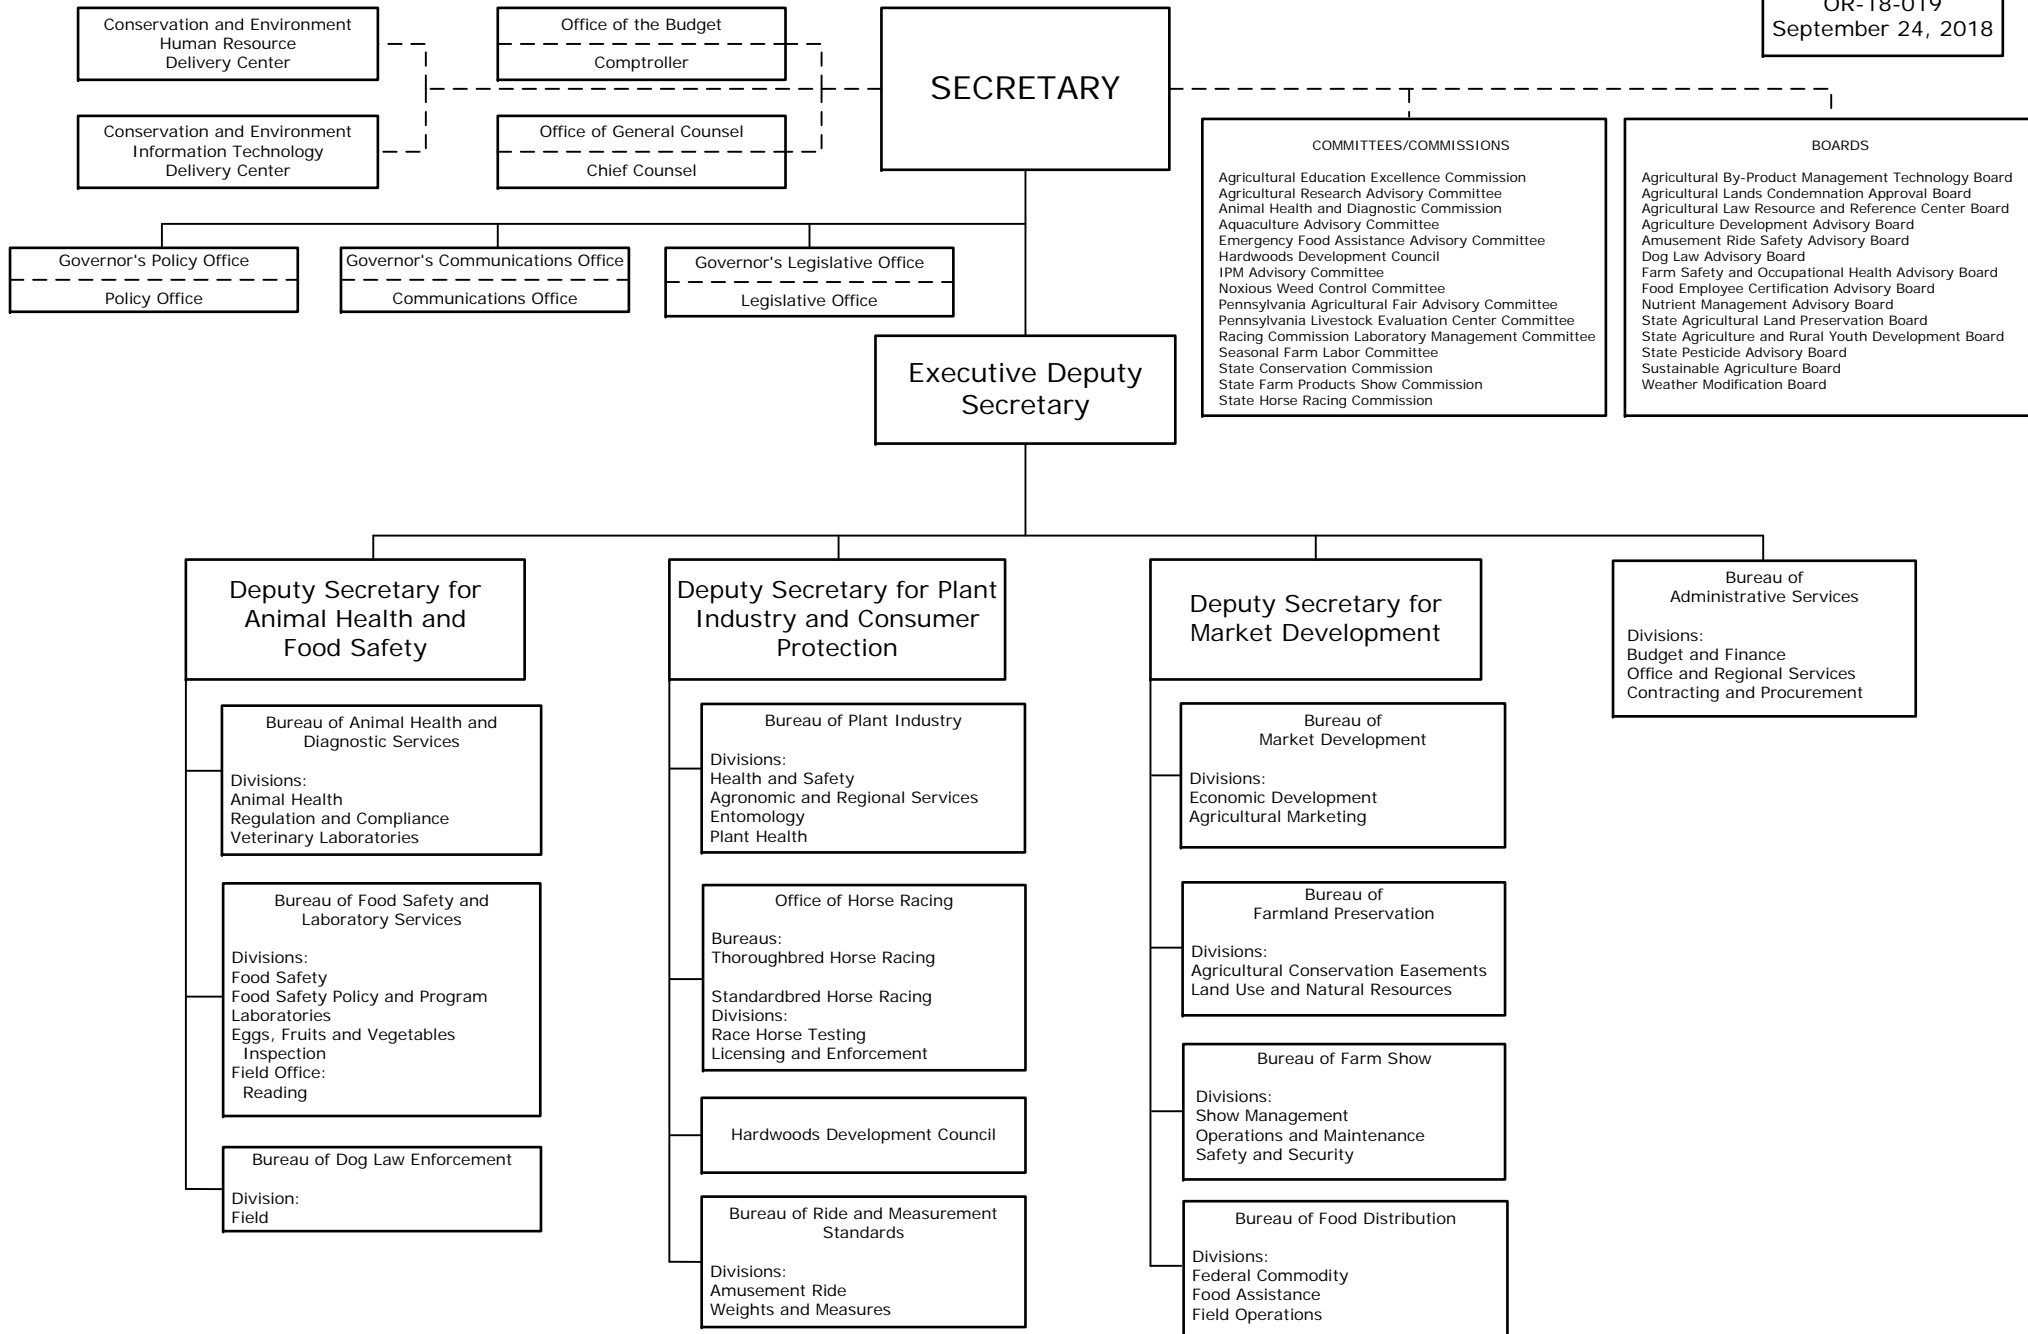 OR-18-019
September 24, 2018
Conservation and Environment
Human Resource
Delivery Center
Office of the Budget
Comptroller
SECRETARY
Conservation and Environment
Information Technology
Delivery Center
Office of General Counsel
Chief Counsel
COMMITTEES/COMMISSIONS
Agricultural Education Excellence Commission
Agricultural Research Advisory Committee
Animal Health and Diagnostic Commission
Aquaculture Advisory Committee
Emergency Food Assistance Advisory Committee
Hardwoods Development Council
IPM Advisory Committee
Noxious Weed Control Committee
Pennsylvania Agricultural Fair Advisory Committee
Pennsylvania Livestock Evaluation Center Committee
Racing Commission Laboratory Management Committee
Seasonal Farm Labor Committee
State Conservation Commission
State Farm Products Show Commission
State Horse Racing Commission
BOARDS
Agricultural By-Product Management Technology Board
Agricultural Lands Condemnation Approval Board
Agricultural Law Resource and Reference Center Board
Agriculture Development Advisory Board
Amusement Ride Safety Advisory Board
Dog Law Advisory Board
Farm Safety and Occupational Health Advisory Board
Food Employee Certification Advisory Board
Nutrient Management Advisory Board
State Agricultural Land Preservation Board
State Agriculture and Rural Youth Development Board
State Pesticide Advisory Board
Sustainable Agriculture Board
Weather Modification Board
Governor's Policy Office
Policy Office
Governor's Communications Office
Communications Office
Governor's Legislative Office
Legislative Office
Executive Deputy
Secretary
Deputy Secretary for
Animal Health and
Food Safety
Bureau of Animal Health and
Diagnostic Services
Divisions:
Animal Health
Regulation and Compliance
Veterinary Laboratories
Bureau of Food Safety and
Laboratory Services
Divisions:
Food Safety
Food Safety Policy and Program
Laboratories
Eggs, Fruits and Vegetables
Inspection
Field Office:
Reading
Bureau of Dog Law Enforcement
Division:
Field
Deputy Secretary for Plant
Industry and Consumer
Protection
Bureau of Plant Industry
Divisions:
Health and Safety
Agronomic and Regional Services
Entomology
Plant Health
Office of Horse Racing
Bureaus:
Thoroughbred Horse Racing
Standardbred Horse Racing
Divisions:
Race Horse Testing
Licensing and Enforcement
Hardwoods Development Council
Bureau of Ride and Measurement
Standards
Divisions:
Amusement Ride
Weights and Measures
Deputy Secretary for
Market Development
Bureau of
Market Development
Divisions:
Economic Development
Agricultural Marketing
Bureau of
Farmland Preservation
Divisions:
Agricultural Conservation Easements
Land Use and Natural Resources
Bureau of Farm Show
Divisions:
Show Management
Operations and Maintenance
Safety and Security
Bureau of Food Distribution
Divisions:
Federal Commodity
Food Assistance
Field Operations
Bureau of
Administrative Services
Divisions:
Budget and Finance
Office and Regional Services
Contracting and Procurement